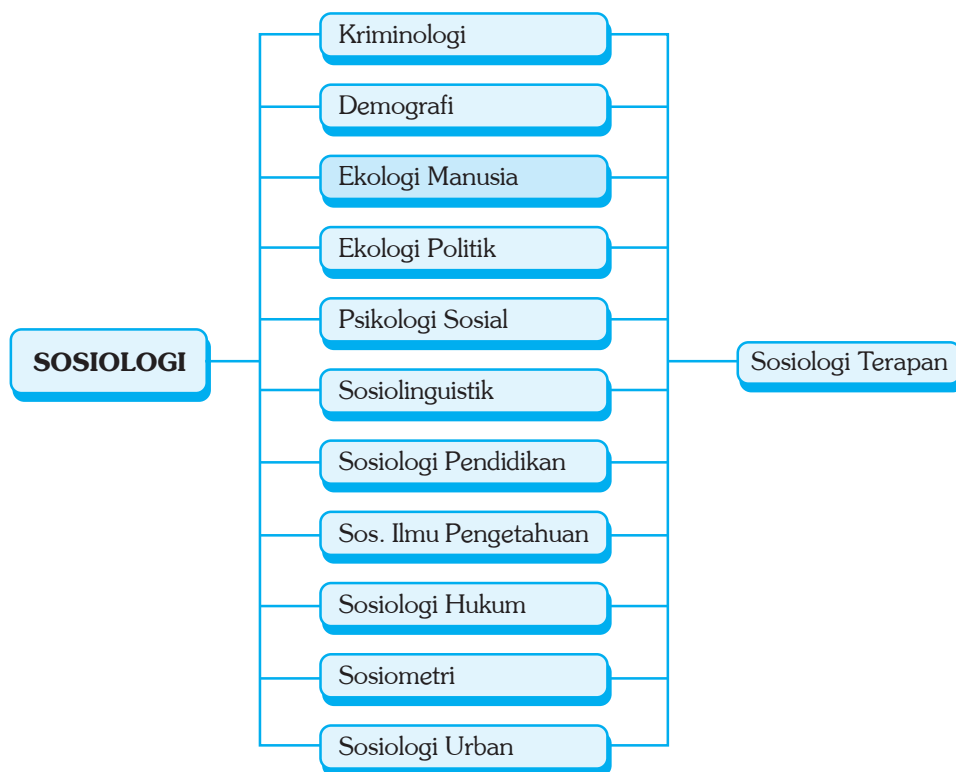 Kriminologi
Demografi
Ekologi Manusia
Ekologi Politik
Psikologi Sosial
SOSIOLOGI
Sosiologi Terapan
Sosiolinguistik
Sosiologi Pendidikan
Sos. Ilmu Pengetahuan
Sosiologi Hukum
Sosiometri
Sosiologi Urban